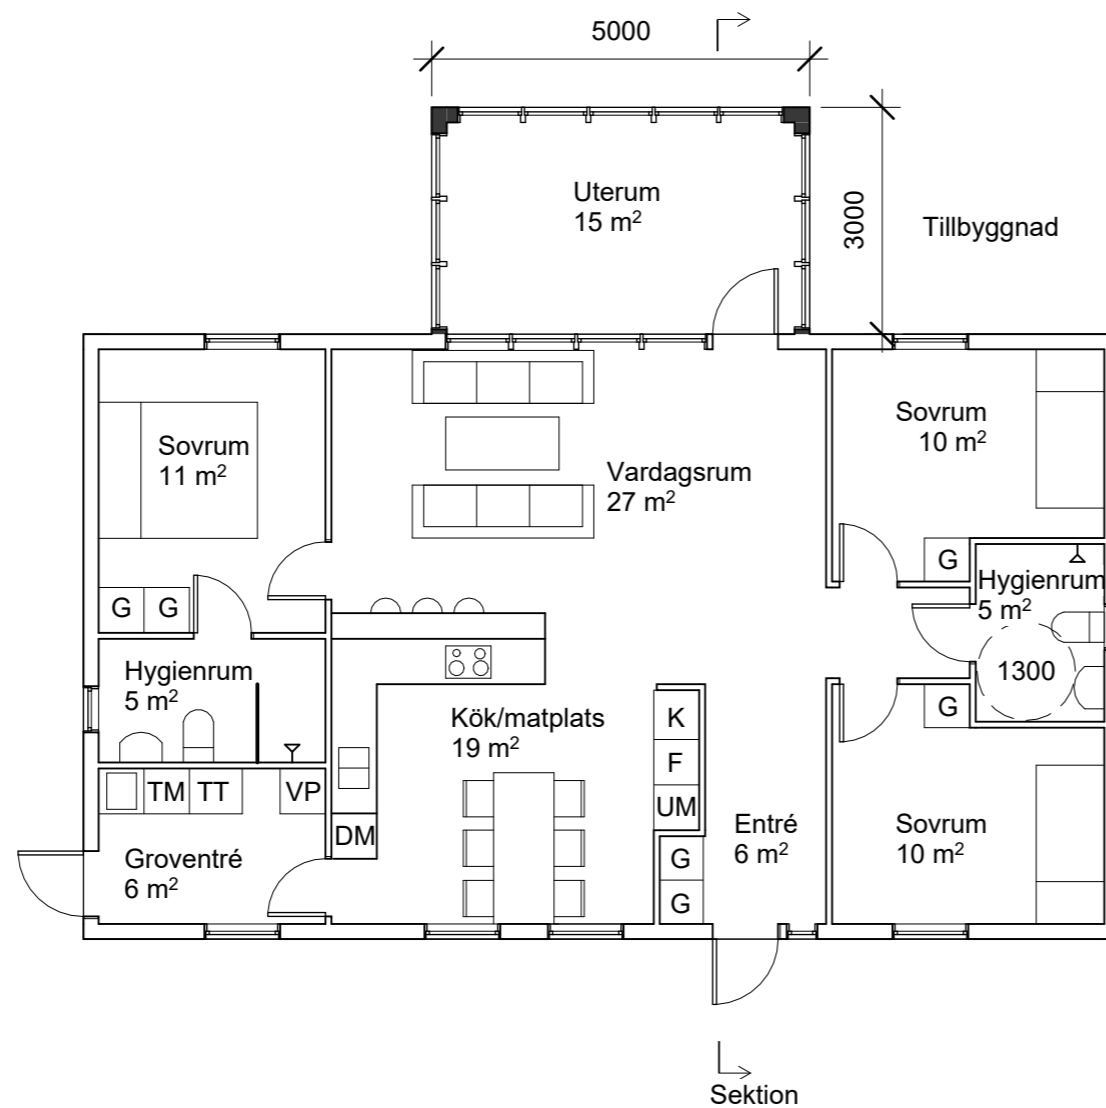 5000
Uterum
15 m²
3000
Tillbyggnad
Sovrum
11 m²
Vardagsrum
27 m²
Sovrum
10 m²
G
G
G
Hygienrum
5 m²
1300
Hygienrum
5 m²
Kök/matplats
19 m²
K
F
UM
G
TM
TT
VP
DM
Groventré
6 m²
Entré
6 m²
G
G
Sovrum
10 m²
Sektion